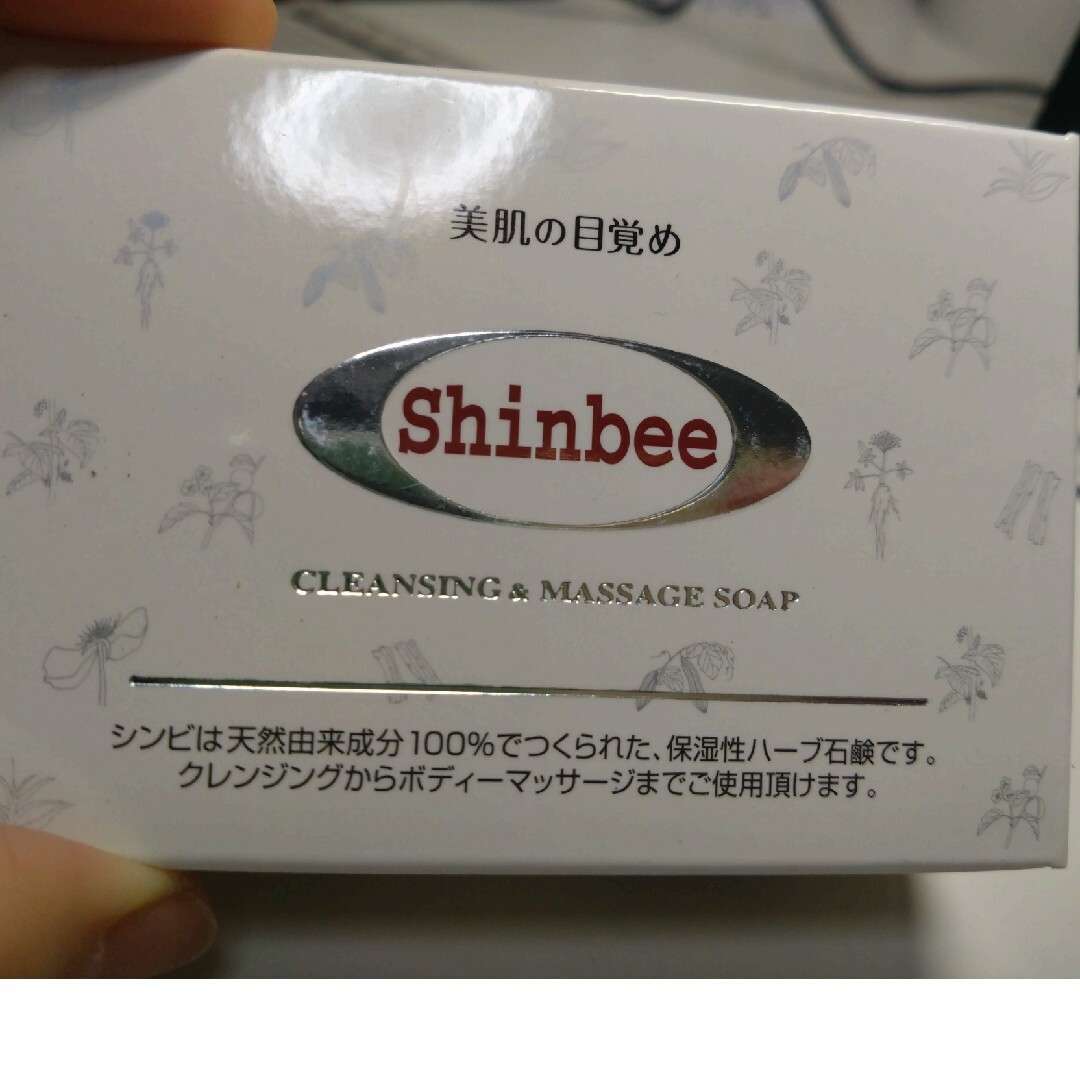 美肌の目覚め
Shinbee
CLEANSING & MASSAGE SOAP
シンビは天然由来成分100%でつくられた、保湿性ハーブ石鹸です。
クレンジングからボディーマッサージまでご使用頂けます。